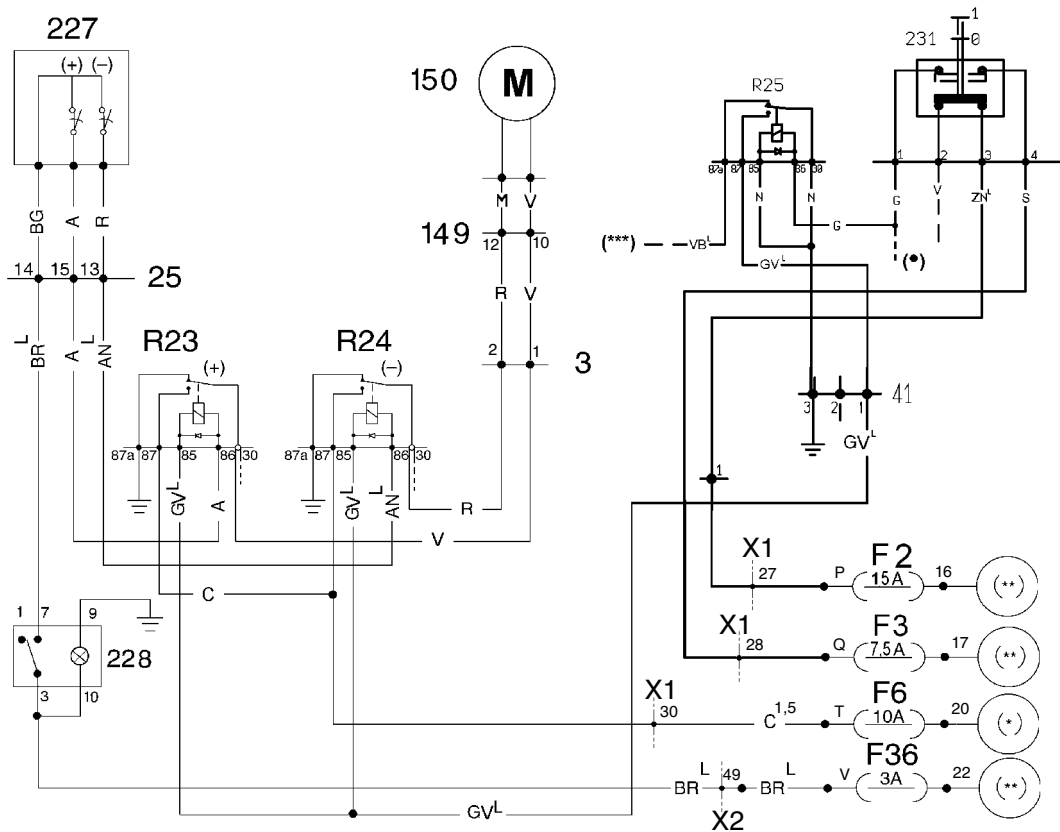 227
(+) (-)
150
M
231
1
0
R25
87a 87 85 86 30
1 2 3 4
BG A R
M V
149
12 10
N N G V ZN^L S
(***) VB^L G
GV^L (•)
14 15 13 25
R V
BR^L A AN^L
R23 (+)
R24 (-)
2 1 3
3 2 1 41
GV^L
87a 87 85 86 30
87a 87 85 86 30
GV^L A
GV^L AN^L
R
V
1
C
X1
27 P F2 15A 16 (**)
1 7 9
228
3 10
X1
28 Q F3 7,5A 17 (**)
X1
30 C^1,5 T F6 10A 20 (*)
BR^L 49 BR^L V F36 3A 22 (**)
X2
GV^L